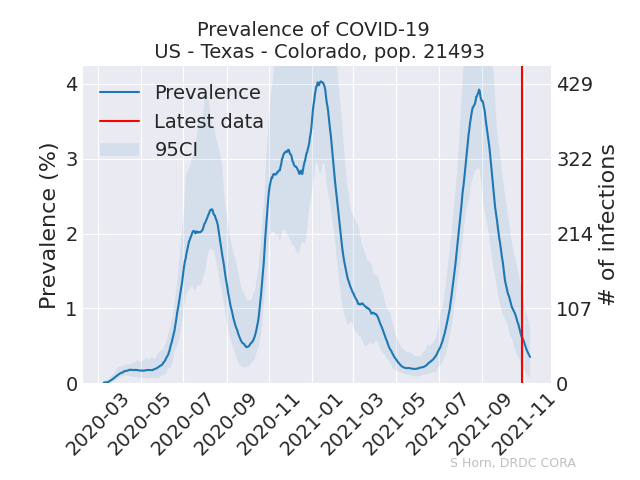 Prevalence of COVID-19
US - Texas - Colorado, pop. 21493
Prevalence
Latest data
95CI
Prevalence (%)
4
3
2
1
0
# of infections
429
322
214
107
0
2020-03
2020-05
2020-07
2020-09
2020-11
2021-01
2021-03
2021-05
2021-07
2021-09
2021-11
S Horn, DRDC CORA